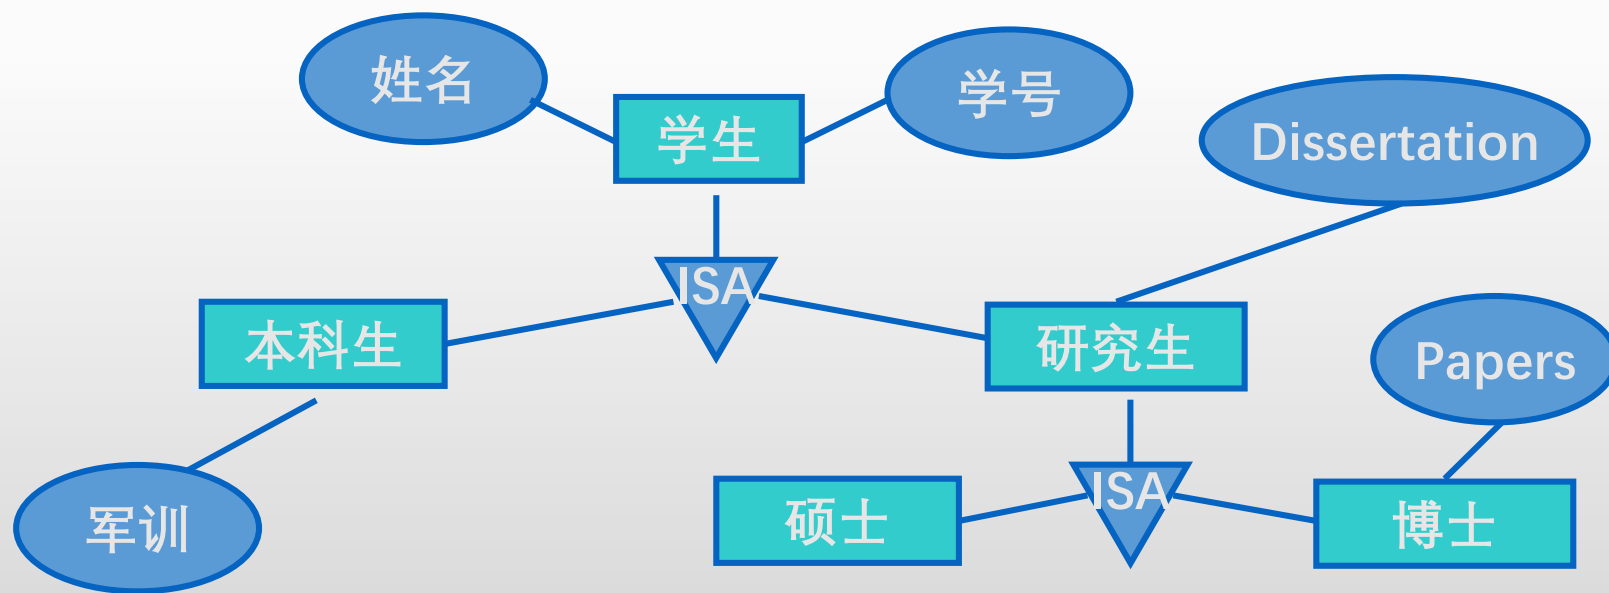 姓名
学号
学生
Dissertation
ISA
本科生
研究生
Papers
ISA
硕士
博士
军训